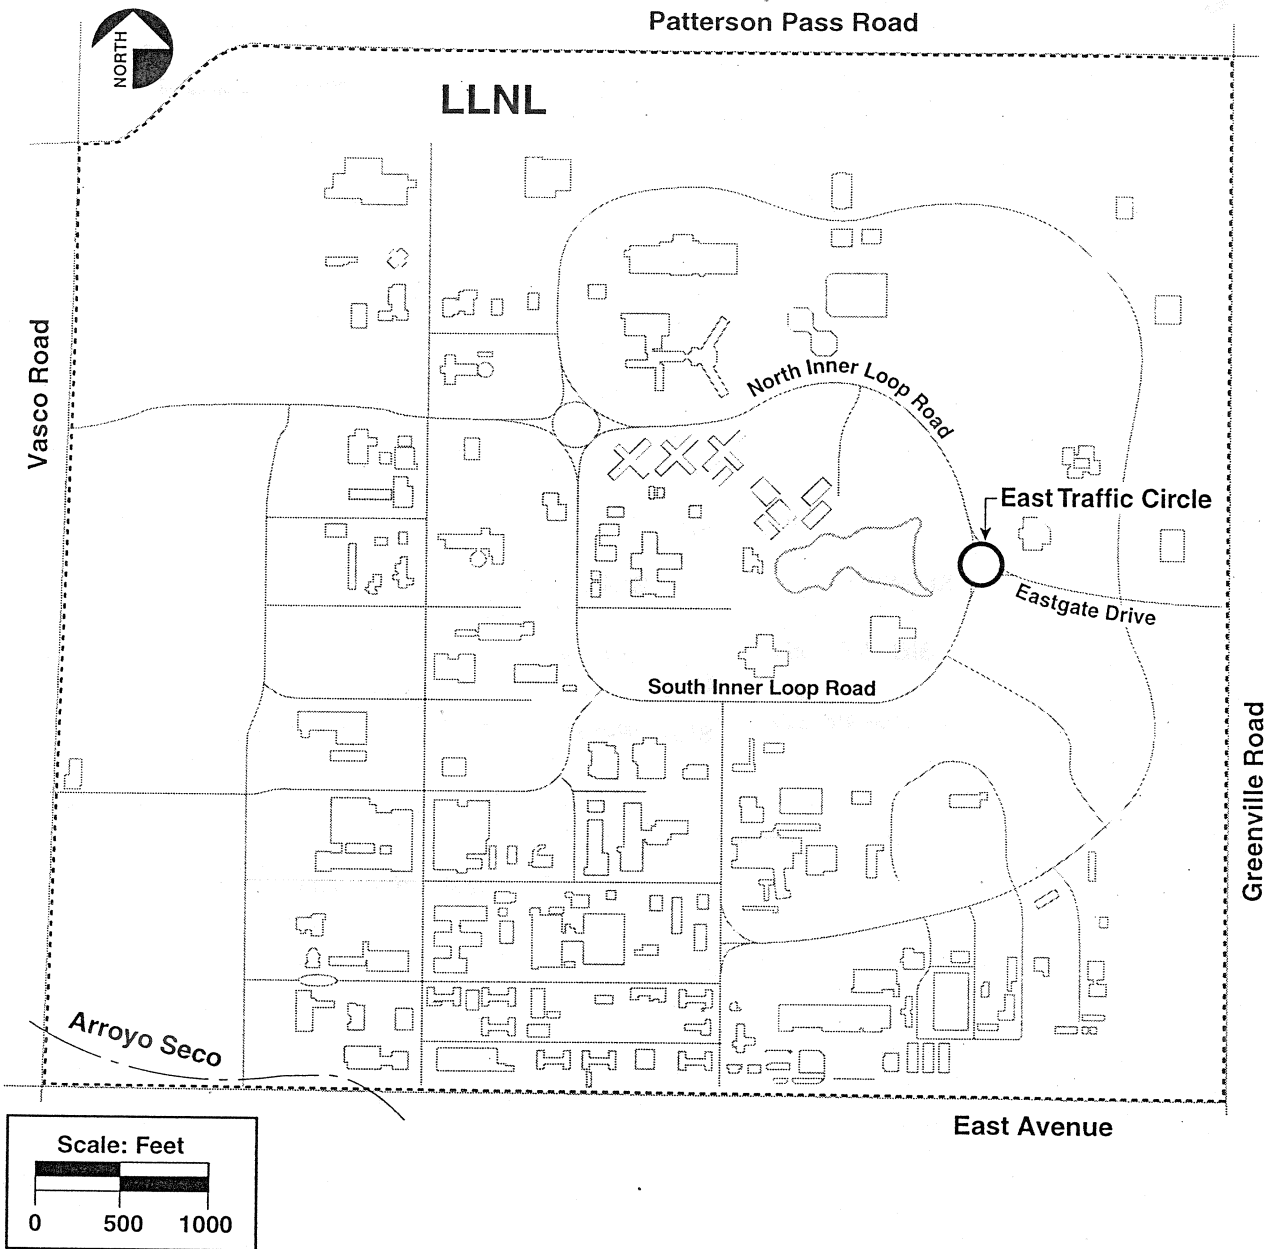 Patterson Pass Road
NORTH
LLNL
Vasco Road
North Inner Loop Road
East Traffic Circle
Eastgate Drive
South Inner Loop Road
Greenville Road
Arroyo Seco
East Avenue
Scale: Feet
0 500 1000